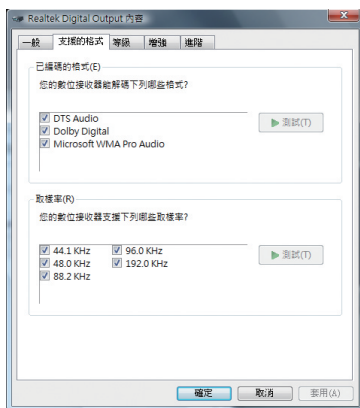 Realtek Digital Output 內容
一般 支援的格式 等級 增強 進階
已編碼的格式(E)
您的數位接收器能解碼下列哪些格式?
DTS Audio
Dolby Digital
Microsoft WMA Pro Audio
測試(T)
取樣率(R)
您的數位接收器支援下列哪些取樣率?
44.1 KHz 96.0 KHz
48.0 KHz 192.0 KHz
88.2 KHz
測試(T)
確定 取消 套用(A)